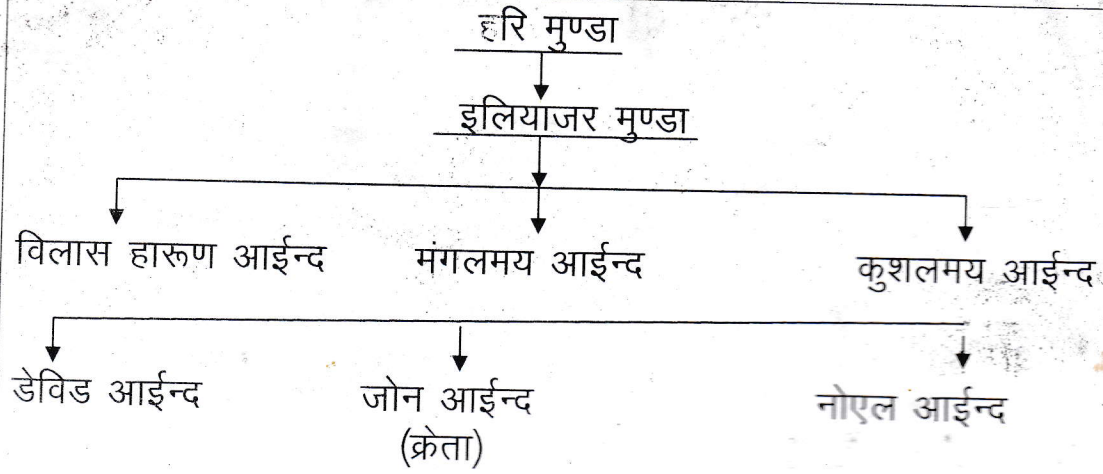 हरि मुण्डा
इलियाजर मुण्डा
विलास हारूण आईन्द मंगलमय आईन्द कुशलमय आईन्द
डेविड आईन्द जोन आईन्द नोएल आईन्द
(क्रेता)